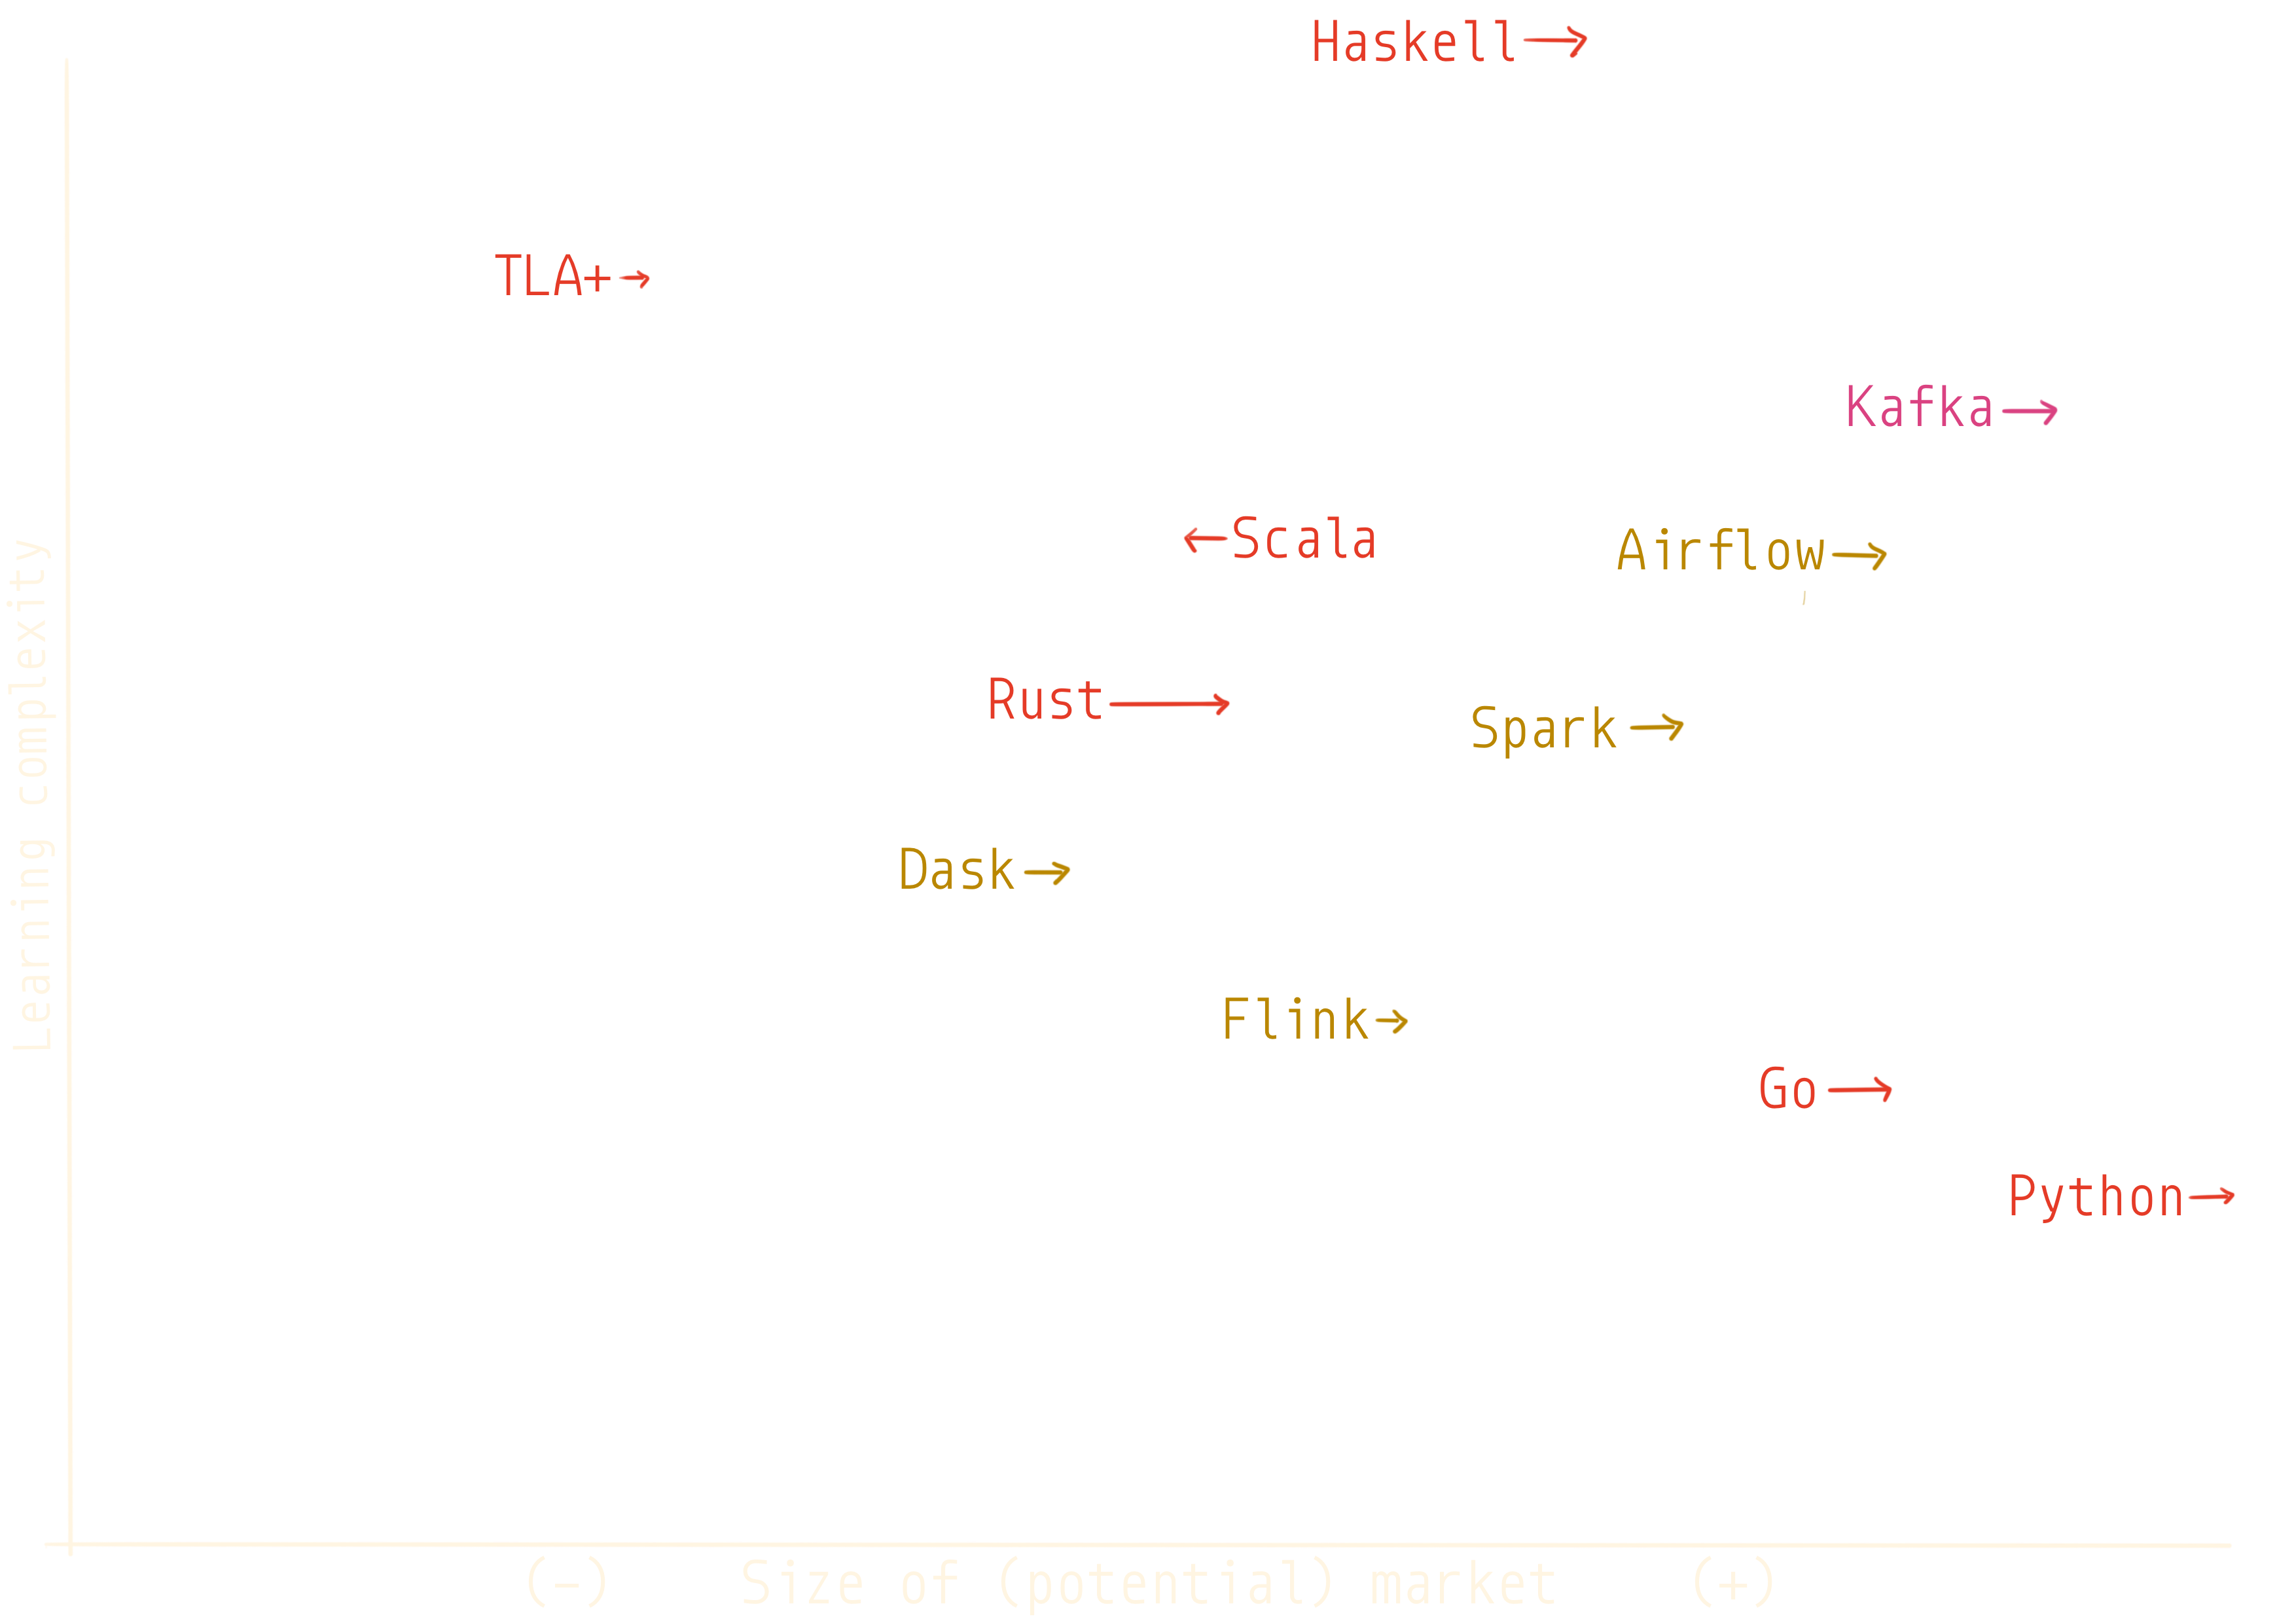 Haskell→
TLA+→
Kafka→
←Scala
Airflow→
Rust→
Spark→
Dask→
Flink→
Go→
Python→
Learning complexity
(-) Size of (potential) market (+)